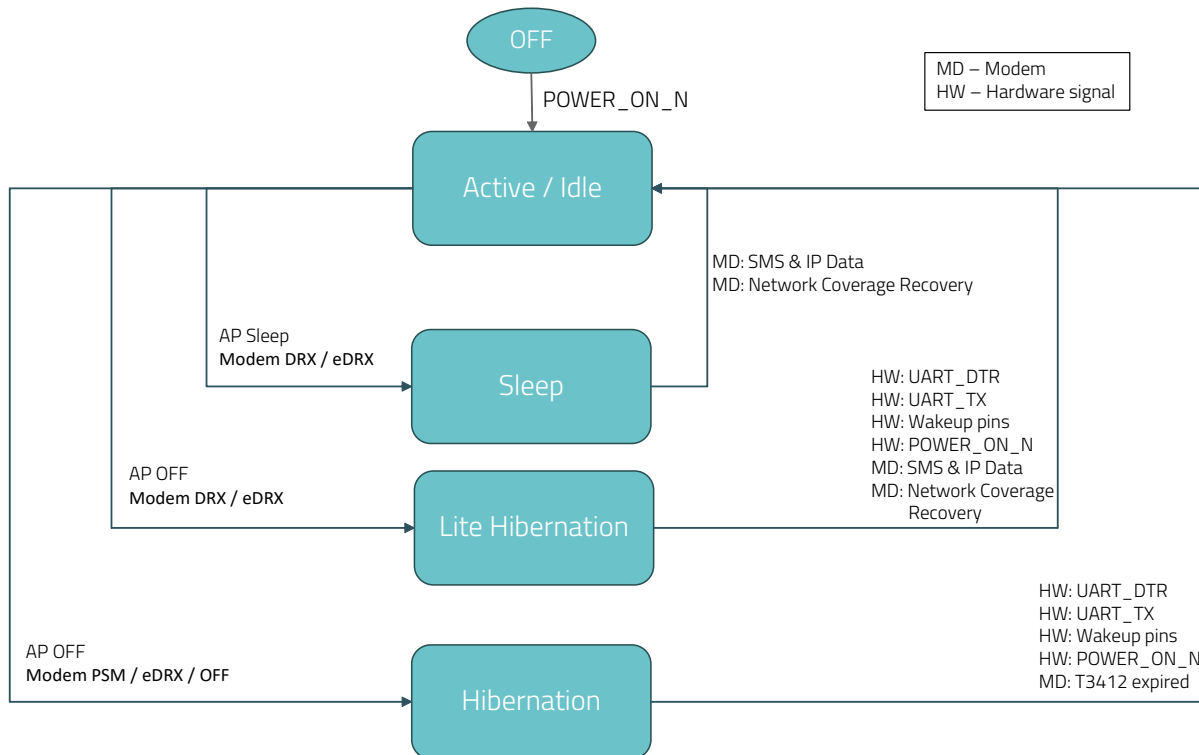 OFF
MD – Modem
HW – Hardware signal
POWER_ON_N
Active / Idle
MD: SMS & IP Data
MD: Network Coverage Recovery
AP Sleep
Modem DRX / eDRX
Sleep
HW: UART_DTR
HW: UART_TX
HW: Wakeup pins
HW: POWER_ON_N
MD: SMS & IP Data
MD: Network Coverage
Recovery
AP OFF
Modem DRX / eDRX
Lite Hibernation
HW: UART_DTR
HW: UART_TX
HW: Wakeup pins
HW: POWER_ON_N
MD: T3412 expired
AP OFF
Modem PSM / eDRX / OFF
Hibernation